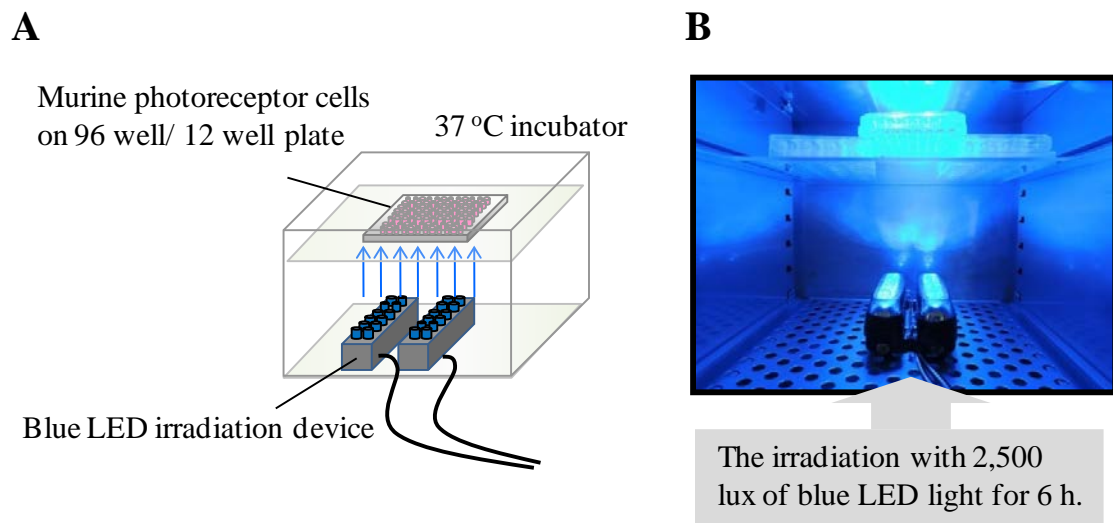 A
Murine photoreceptor cells
on 96 well/ 12 well plate
37 °C incubator
Blue LED irradiation device
B
The irradiation with 2,500
lux of blue LED light for 6 h.